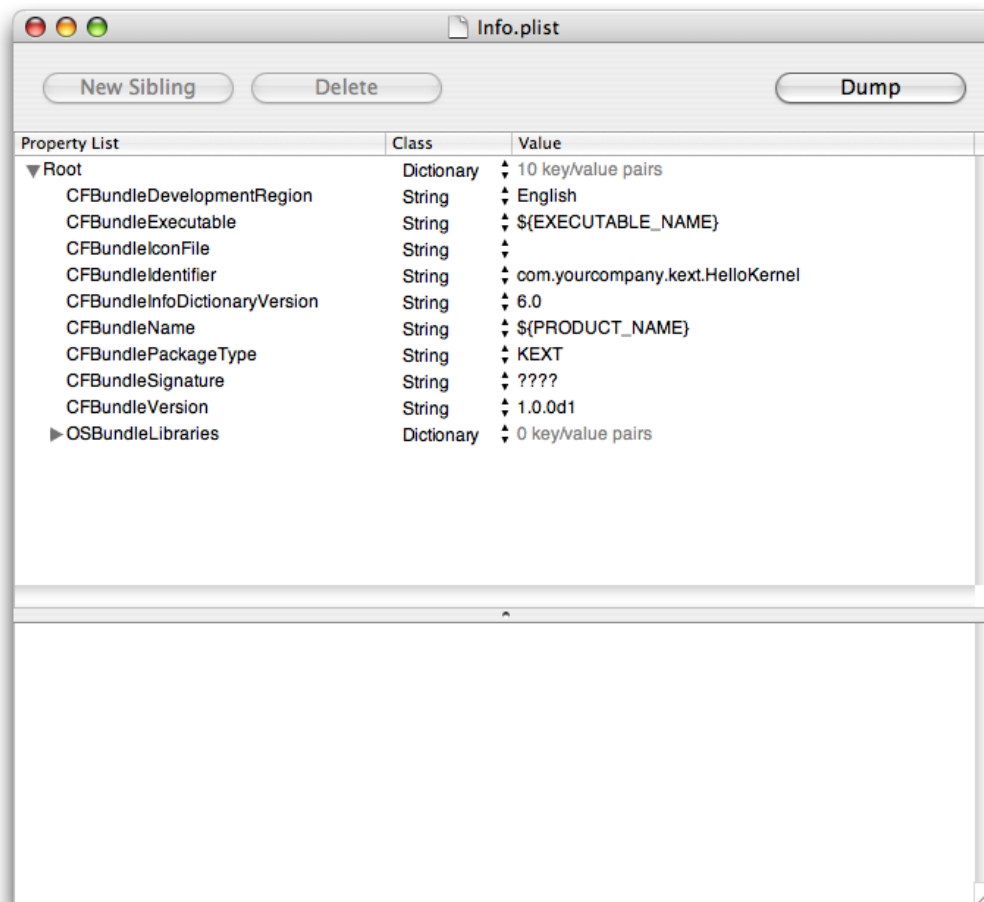 Info.plist
New Sibling Delete Dump
Property List Class Value
Root Dictionary 10 key/value pairs
CFBundleDevelopmentRegion String English
CFBundleExecutable String ${EXECUTABLE_NAME}
CFBundleIconFile String
CFBundleIdentifier String com.yourcompany.kext.HelloKernel
CFBundleInfoDictionaryVersion String 6.0
CFBundleName String ${PRODUCT_NAME}
CFBundlePackageType String KEXT
CFBundleSignature String ????
CFBundleVersion String 1.0.0d1
OSBundleLibraries Dictionary 0 key/value pairs